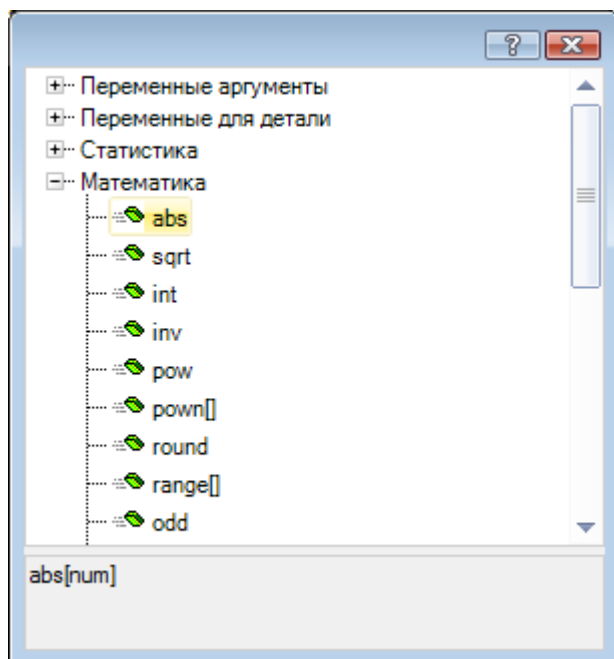 Переменные аргументы
Переменные для детали
Статистика
Математика
abs
sqrt
int
inv
pow
pown[]
round
range[]
odd
abs[num]